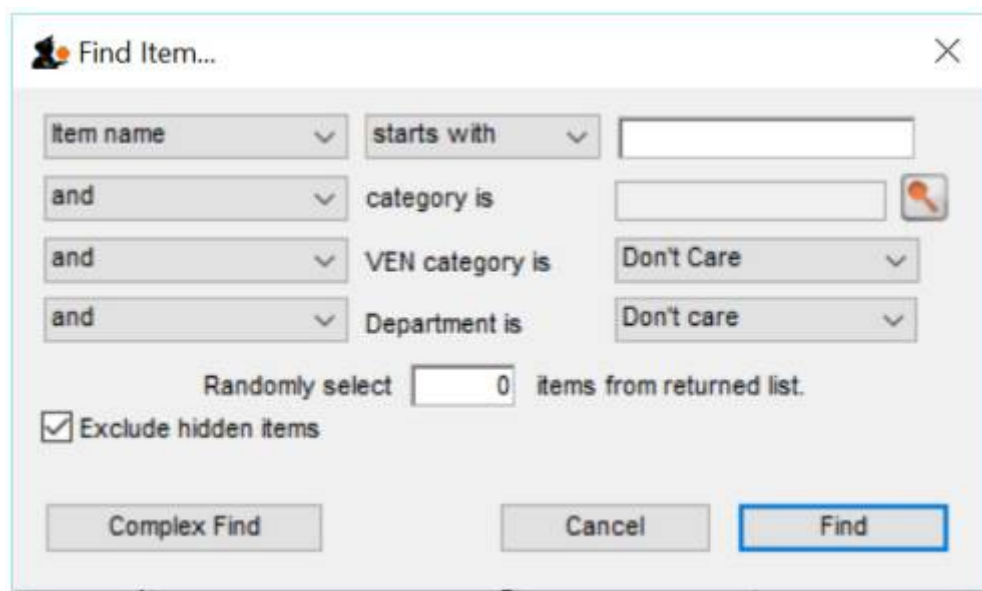 Find Item...
Item name starts with
and category is
and VEN category is Don't Care
and Department is Don't care
Randomly select 0 items from returned list.
Exclude hidden items
Complex Find Cancel Find